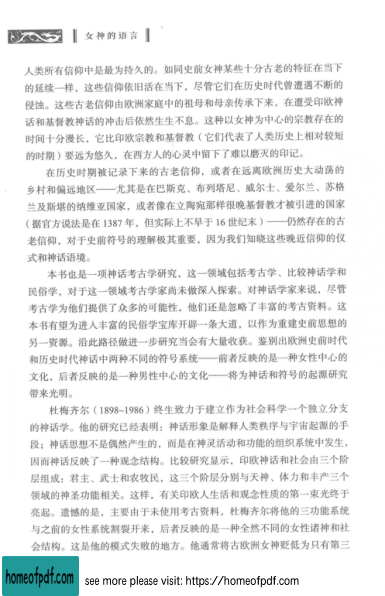 女神的语言
人类所有信仰中是最为持久的。如同史前女神某些十分古老的特征在当下
的延续一样，这些信仰依旧活在当下，尽管它们在历史时代曾遭遇不断的
侵蚀。这些古老信仰由欧洲家庭中的祖母和母亲传承下来，在遭受印欧神
话和基督教神话的冲击后依然生生不息。这种以女神为中心的宗教存在的
时间十分漫长，它比印欧宗教和基督教（它们代表了人类历史上相对较短
的时期）要远为悠久，在西方人的心灵中留下了难以磨灭的印记。
在历史时期被记录下来的古老信仰，或者在远离欧洲历史大动荡的
乡村和偏远地区——尤其是在巴斯克、布列塔尼、威尔士、爱尔兰、苏格
兰及斯堪的纳维亚国家，或者像在立陶宛那样很晚基督教才被引进的国家
（据官方说法是在 1387 年，但实际上不早于 16 世纪末）——仍然存在的古
老信仰，对于史前符号的理解极其重要，因为我们知晓这些晚近信仰的仪
式和神话语境。
本书也是一项神话考古学研究，这一领域包括考古学、比较神话学和
民俗学，对于这一领域考古学家尚未做深人探索。对神话学家来说，尽管
考古学为他们提供了众多的可能性，他们还是忽略了丰富的考古资料。这
本书有望为进人丰富的民俗学宝库开辟一条大道，以作为重建史前思想的
另一资源。沿此路径做进一步研究当会有大量收获。鉴别出欧洲史前时代
和历史时代神话中两种不同的符号系统——前者反映的是一种女性中心的
文化，后者反映的是一种男性中心的文化——将为神话和符号的起源研究
带来光明。
杜梅齐尔（1898~1986）终生致力于建立作为社会科学一个独立分支
的神话学。他的研究已经表明：神话形象是解释人类秩序与宇宙起源的手
段；神话思想不是偶然产生的，而是在神灵活动和功能的组织系统中发生，
因而神话反映了一种观念结构。比较研究显示，印欧神话和社会由三个阶
层组成：君主、武士和农牧民，这三个阶层分别与天神、体力和丰产三个
领域的神圣功能相关。这样，有关印欧人生活和观念性质的第一束光终于
亮起。遗憾的是，主要由于未使用考古资料，杜梅齐尔将他的三功能系统
与之前的女性系统割裂开来，后者反映的是一种全然不同的女性诸神和社
会结构。这是他的模式失败的地方。他通常将古欧洲女神贬低为只有第三
homeofpdf.com
see more please visit: https://homeofpdf.com